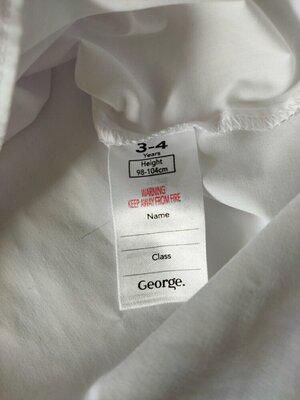 3-4
Years
Height
98-104cm
WARNING
KEEP AWAY FROM FIRE
Name
Class
George.